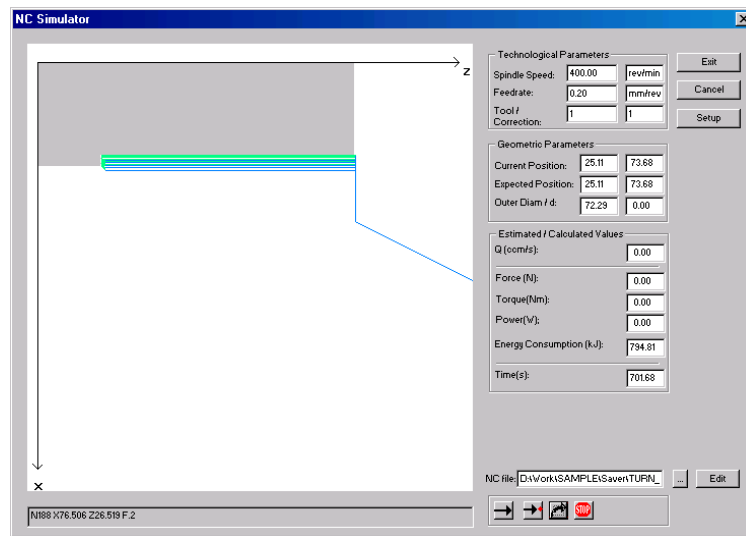 NC Simulator
Z
X
Technological Parameters
Spindle Speed: 400.00 rev/min
Feedrate: 0.20 mm/rev
Tool / Correction: 1 1
Exit
Cancel
Setup
Geometric Parameters
Current Position: 25.11 73.68
Expected Position: 25.11 73.68
Outer Diam / d: 72.29 0.00
Estimated / Calculated Values
Q (ccm/s): 0.00
Force (N): 0.00
Torque(Nm): 0.00
Power(W); 0.00
Energy Consumption (kJ): 794.81
Time(s): 701.68
NC file: D:\Work\SAMPLE\Saver\TURN_ ... Edit
STOP
N188 X76.506 Z26.519 F.2